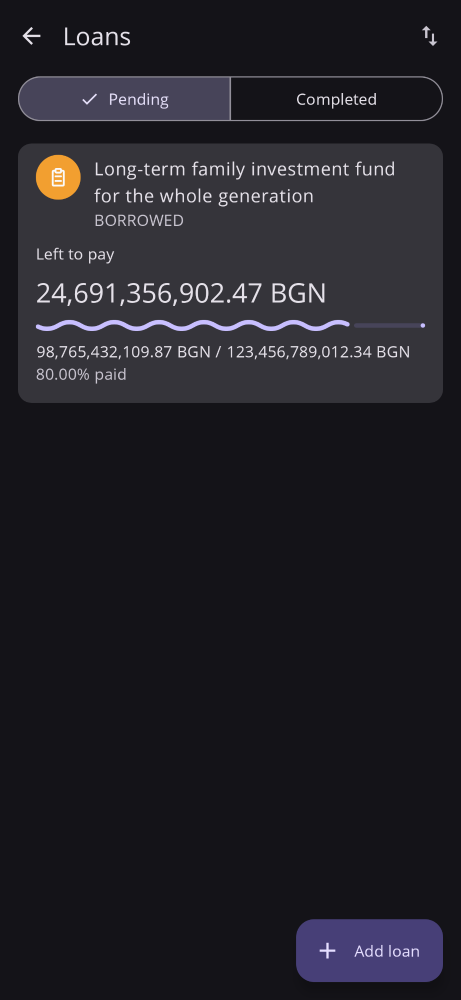 Loans
Pending
Completed
Long-term family investment fund
for the whole generation
BORROWED
Left to pay
24,691,356,902.47 BGN
98,765,432,109.87 BGN / 123,456,789,012.34 BGN
80.00% paid
Add loan